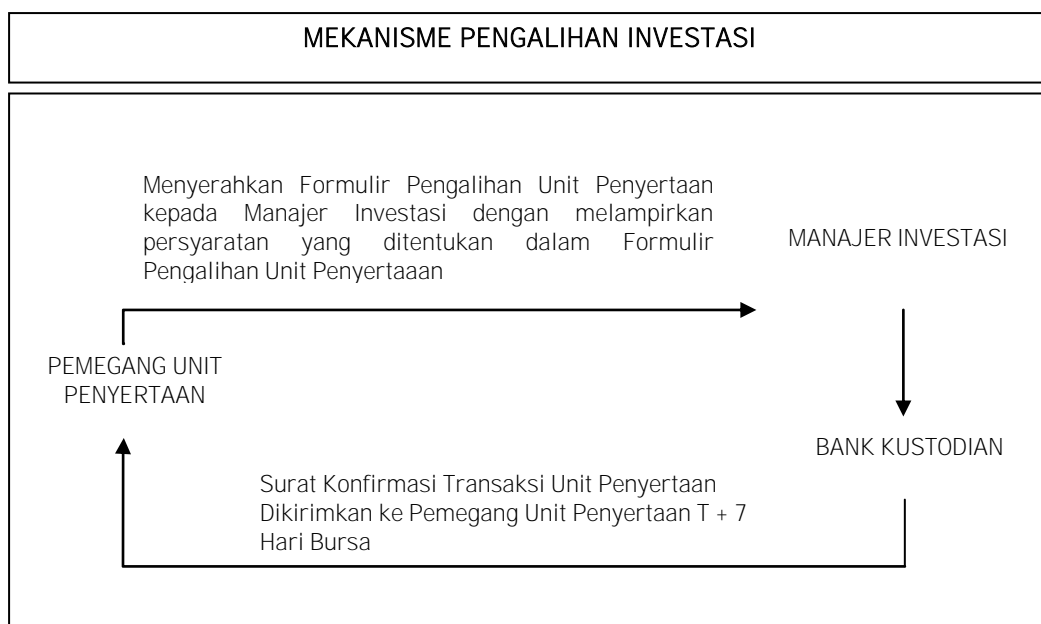 MEKANISME PENGALIHAN INVESTASI
Menyerahkan Formulir Pengalihan Unit Penyertaan
kepada Manajer Investasi dengan melampirkan
persyaratan yang ditentukan dalam Formulir
Pengalihan Unit Penyertaaan
MANAJER INVESTASI
PEMEGANG UNIT
PENYERTAAN
BANK KUSTODIAN
Surat Konfirmasi Transaksi Unit Penyertaan
Dikirimkan ke Pemegang Unit Penyertaan T + 7
Hari Bursa